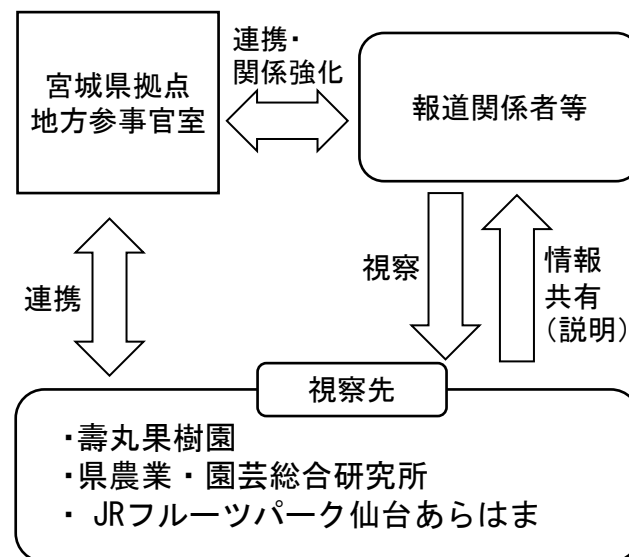 宮城県拠点
地方参事官室
連携・
関係強化
報道関係者等
連携
視察
情報
共有
(説明)
視察先
・壽丸果樹園
・県農業・園芸総合研究所
・ JRフルーツパーク仙台あらはま